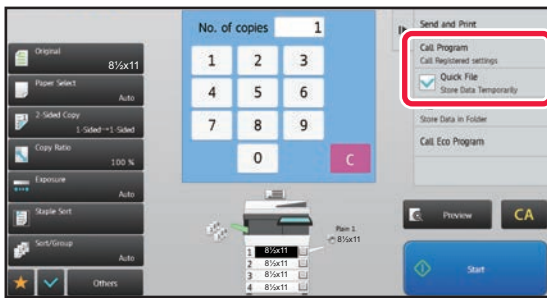 Original
8½x11
Paper Select
Auto
2-Sided Copy
1-Sided→1-Sided
Copy Ratio
100 %
Exposure
Auto
Staple Sort
Sort/Group
Auto
Others
No. of copies 1
1 2 3
4 5 6
7 8 9
0 C
Plain 1
8½x11
1 8½x11
2 8½x11
3 8½x11
4 8½x11
Send and Print
Call Program
Call Registered settings
Quick File
Store Data Temporarily
Store Data in Folder
Call Eco Program
Preview CA
Start